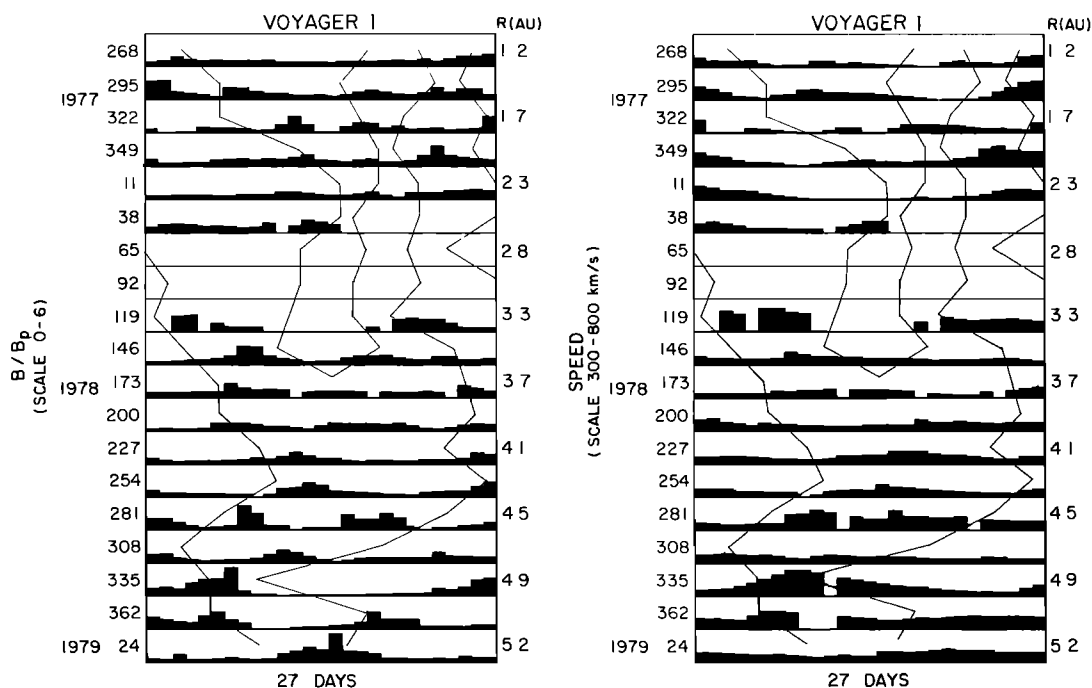 VOYAGER 1 R(AU)
268 1 2
295
1977
322 1 7
349
11 2 3
38
65 2 8
92
119 3 3
146
1978 173 3 7
200
227 4 1
254
281 4 5
308
335 4 9
362
1979 24 5 2
27 DAYS
B/Bp
(SCALE 0-6)
VOYAGER 1 R(AU)
268 1 2
295
1977
322 1 7
349
11 2 3
38
65 2 8
92
119 3 3
146
1978 173 3 7
200
227 4 1
254
281 4 5
308
335 4 9
362
1979 24 5 2
27 DAYS
SPEED
(SCALE 300-800 km/s)